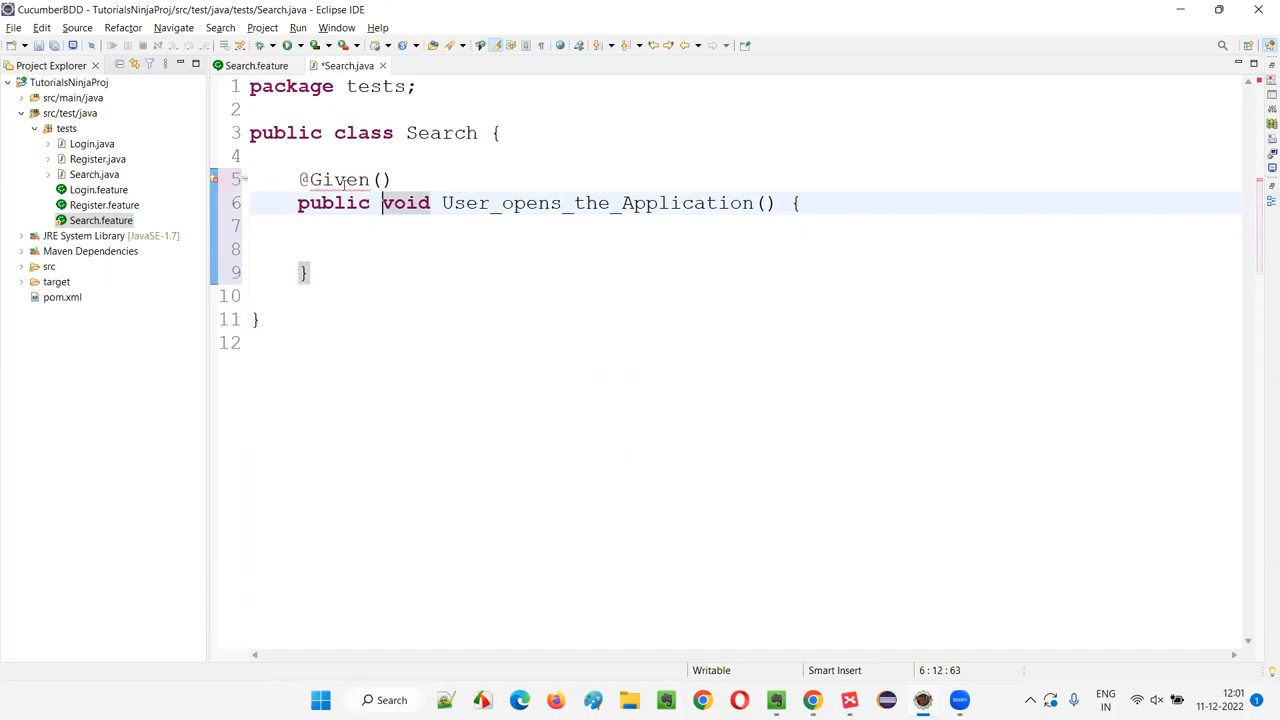 CucumberBDD - TutorialsNinjaProj/src/test/java/tests/Search.java - Eclipse IDE
File Edit Source Refactor Navigate Search Project Run Window Help
Project Explorer
Search.feature
*Search.java
TutorialsNinjaProj
src/main/java
src/test/java
tests
Login.java
Register.java
Search.java
Login.feature
Register.feature
Search.feature
JRE System Library [JavaSE-1.7]
Maven Dependencies
src
target
pom.xml
1 package tests;
2
3 public class Search {
4
5 @Given()
6 public void User_opens_the_Application() {
7
8
9 }
10
11 }
12
Writable Smart Insert 6 : 12 : 63
Search
zoom
ENG
IN
12:01
11-12-2022
1